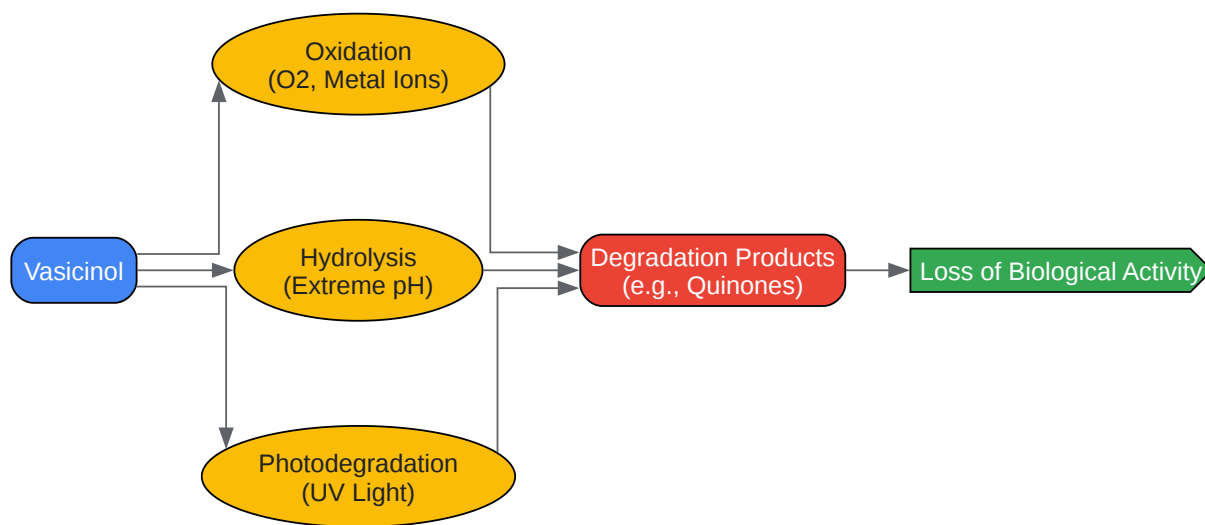 Oxidation
(O2, Metal Ions)
Vasicinol
Hydrolysis
(Extreme pH)
Degradation Products
(e.g., Quinones)
Loss of Biological Activity
Photodegradation
(UV Light)